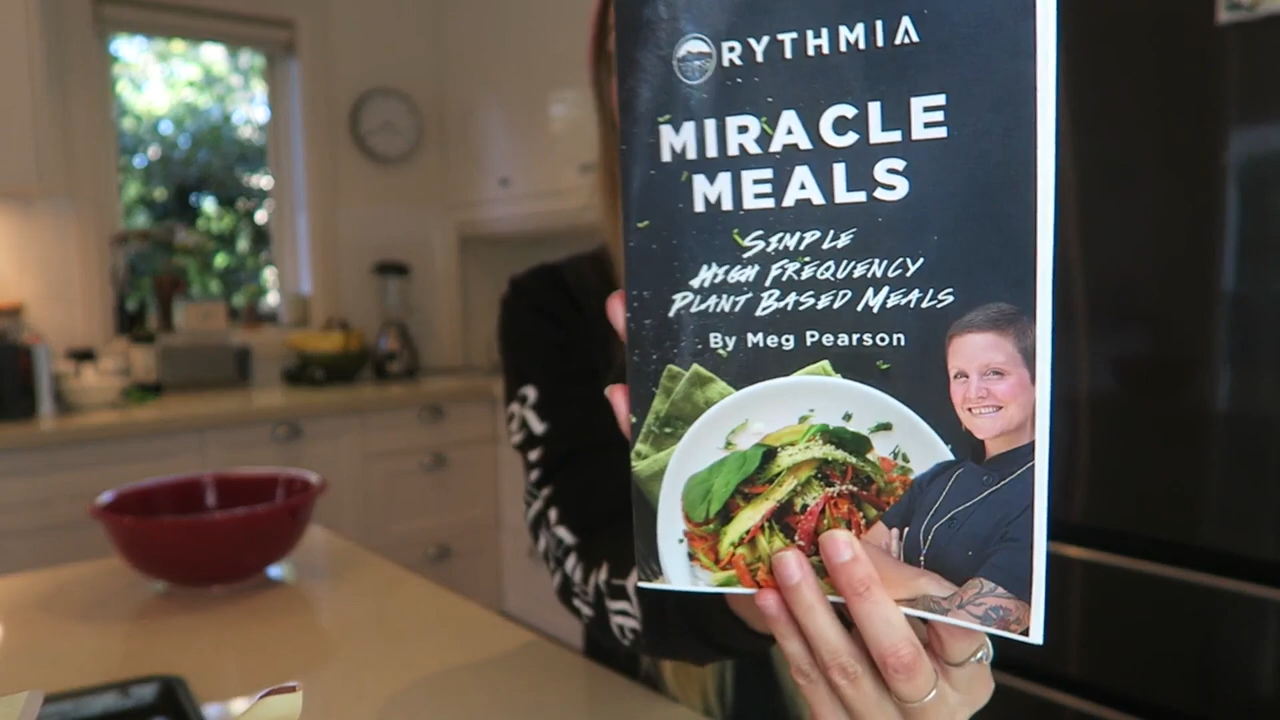 RYTHMIA
MIRACLE
MEALS
SIMPLE
HIGH FREQUENCY
PLANT BASED MEALS
By Meg Pearson